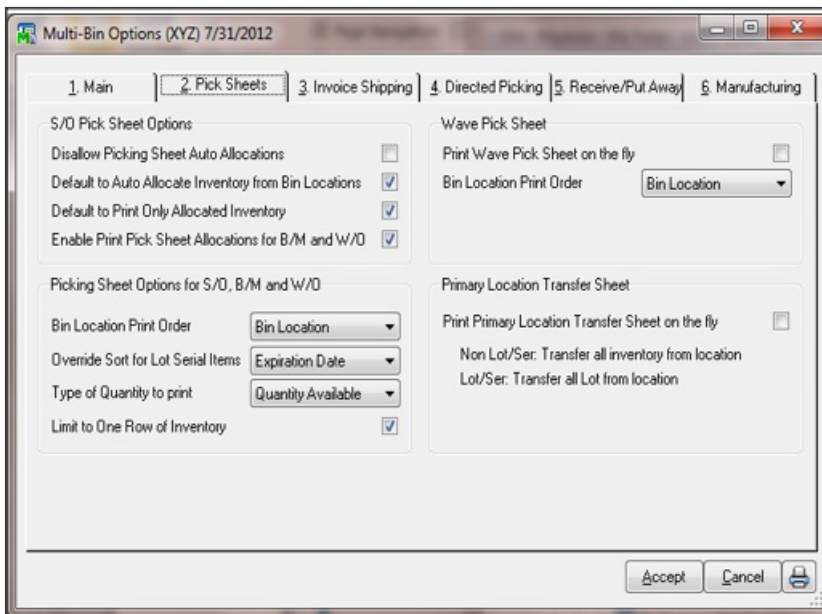 Multi-Bin Options (XYZ) 7/31/2012
1. Main
2. Pick Sheets
3. Invoice Shipping
4. Directed Picking
5. Receive/Put Away
6. Manufacturing
S/O Pick Sheet Options
Disallow Picking Sheet Auto Allocations
Default to Auto Allocate Inventory from Bin Locations
Default to Print Only Allocated Inventory
Enable Print Pick Sheet Allocations for B/M and W/O
Wave Pick Sheet
Print Wave Pick Sheet on the fly
Bin Location Print Order Bin Location
Picking Sheet Options for S/O, B/M and W/O
Bin Location Print Order Bin Location
Override Sort for Lot Serial Items Expiration Date
Type of Quantity to print Quantity Available
Limit to One Row of Inventory
Primary Location Transfer Sheet
Print Primary Location Transfer Sheet on the fly
Non Lot/Ser: Transfer all inventory from location
Lot/Ser: Transfer all Lot from location
Accept
Cancel